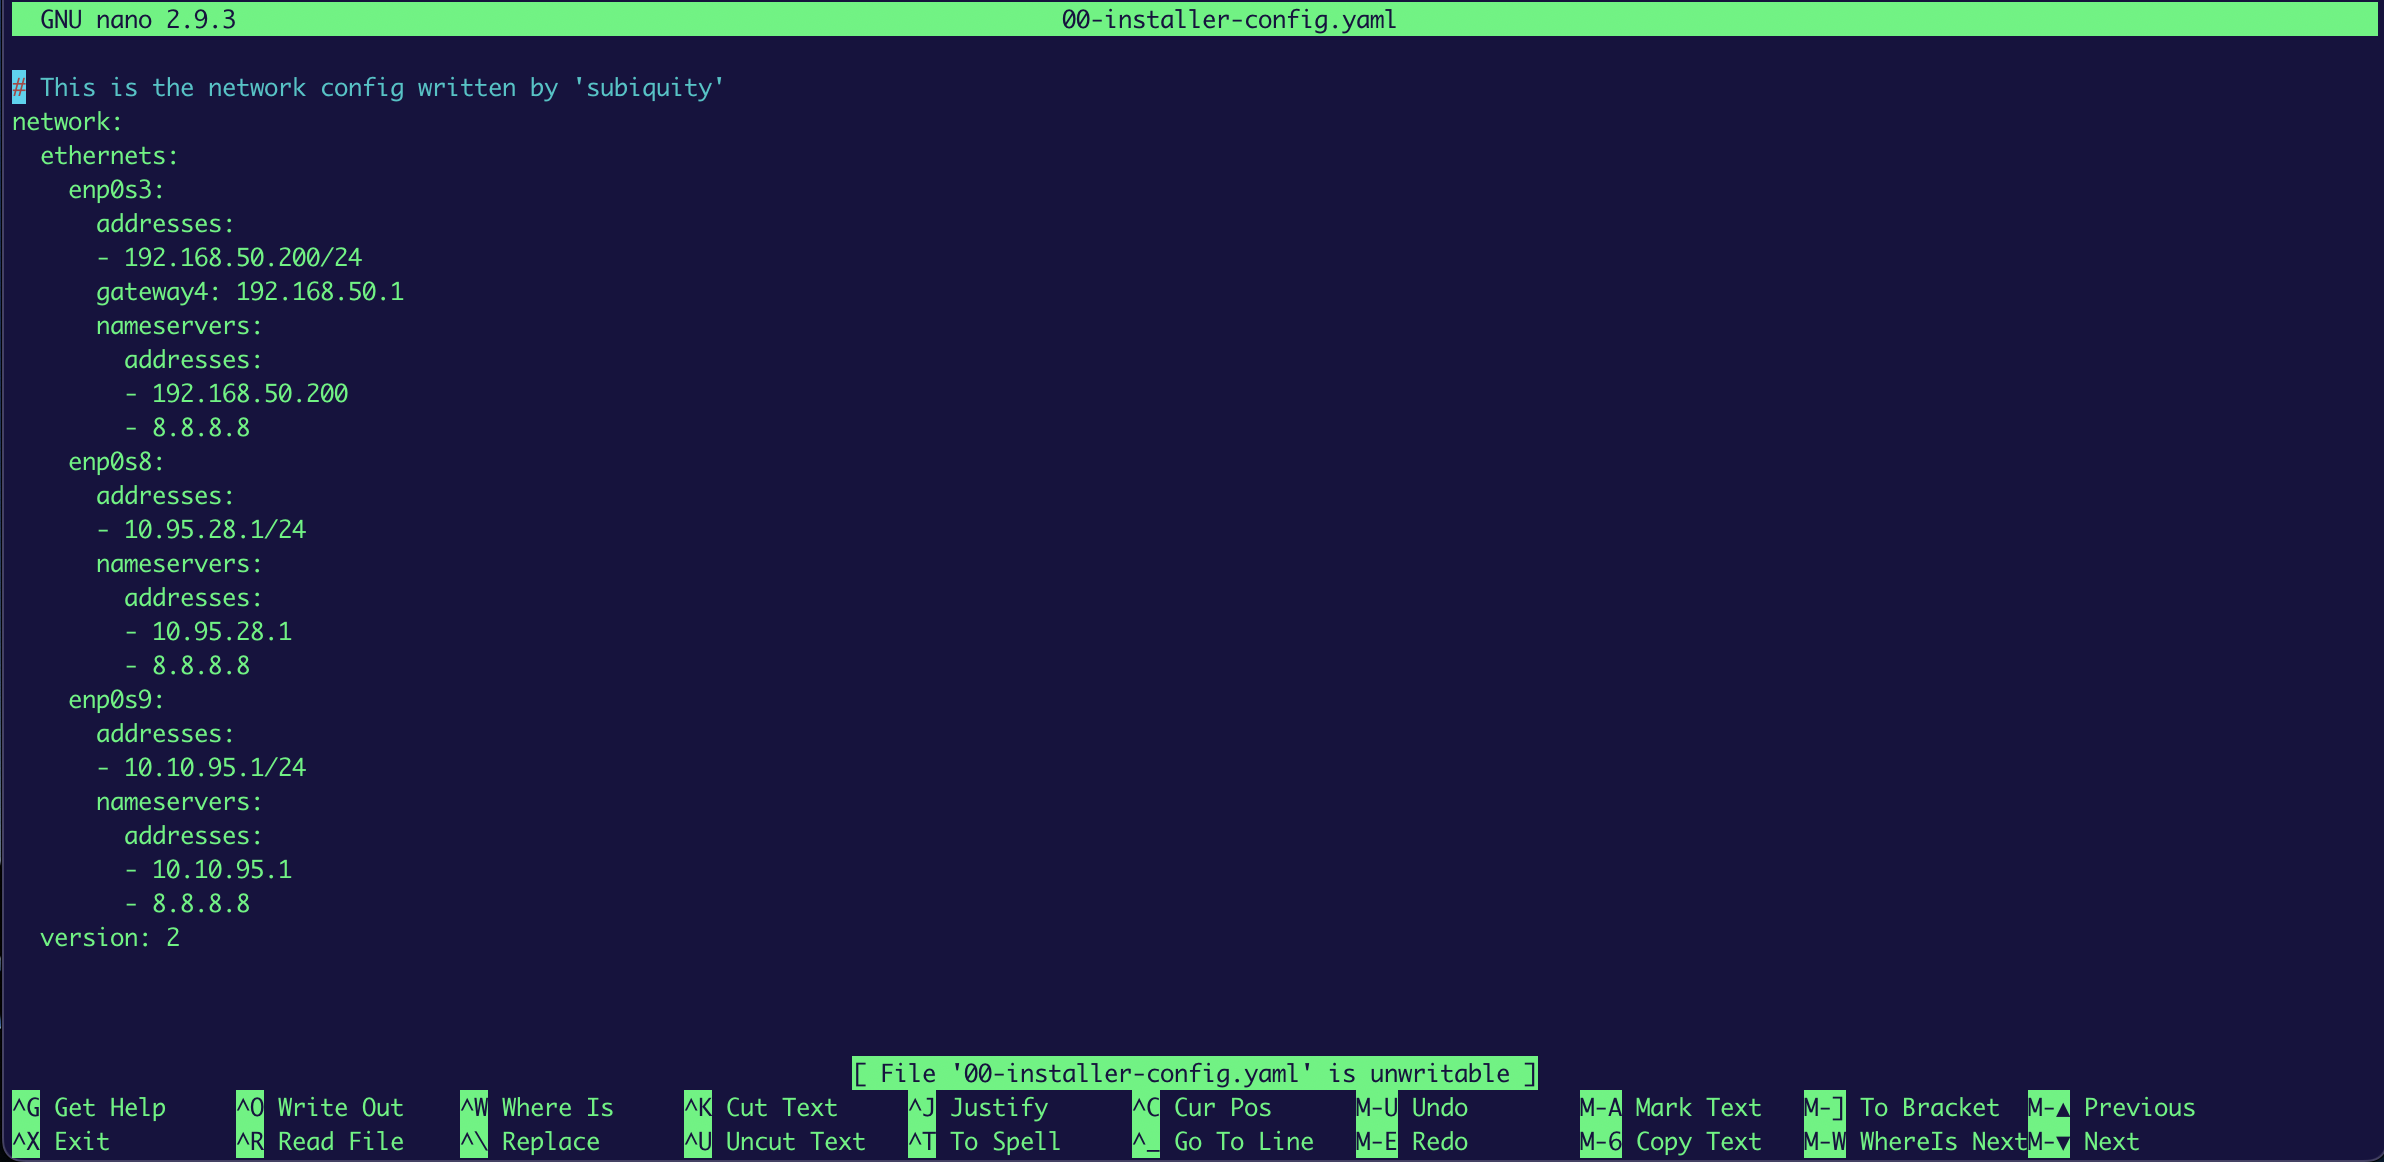 GNU nano 2.9.3 00-installer-config.yaml
# This is the network config written by 'subiquity'
network:
  ethernets:
    enp0s3:
      addresses:
      - 192.168.50.200/24
      gateway4: 192.168.50.1
      nameservers:
        addresses:
        - 192.168.50.200
        - 8.8.8.8
    enp0s8:
      addresses:
      - 10.95.28.1/24
      nameservers:
        addresses:
        - 10.95.28.1
        - 8.8.8.8
    enp0s9:
      addresses:
      - 10.10.95.1/24
      nameservers:
        addresses:
        - 10.10.95.1
        - 8.8.8.8
  version: 2
[ File '00-installer-config.yaml' is unwritable ]
^G Get Help ^O Write Out ^W Where Is ^K Cut Text ^J Justify ^C Cur Pos M-U Undo M-A Mark Text M-] To Bracket M-▲ Previous
^X Exit ^R Read File ^\ Replace ^U Uncut Text ^T To Spell ^_ Go To Line M-E Redo M-6 Copy Text M-W WhereIs Next M-▼ Next